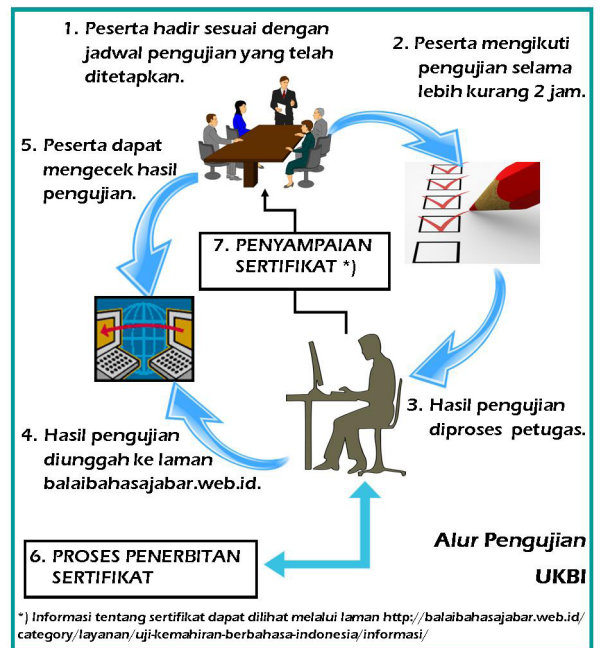 1. Peserta hadir sesuai dengan
jadwal pengujian yang telah
ditetapkan.
2. Peserta mengikuti
pengujian selama
lebih kurang 2 jam.
3. Hasil pengujian
diproses petugas.
4. Hasil pengujian
diunggah ke laman
balaibahasajabar.web.id.
5. Peserta dapat
mengecek hasil
pengujian.
6. PROSES PENERBITAN
SERTIFIKAT
7. PENYAMPAIAN
SERTIFIKAT *)
Alur Pengujian
UKBI
*) Informasi tentang sertifikat dapat dilihat melalui laman http://balaibahasajabar.web.id/
category/layanan/uji-kemahiran-berbahasa-indonesia/informasi/